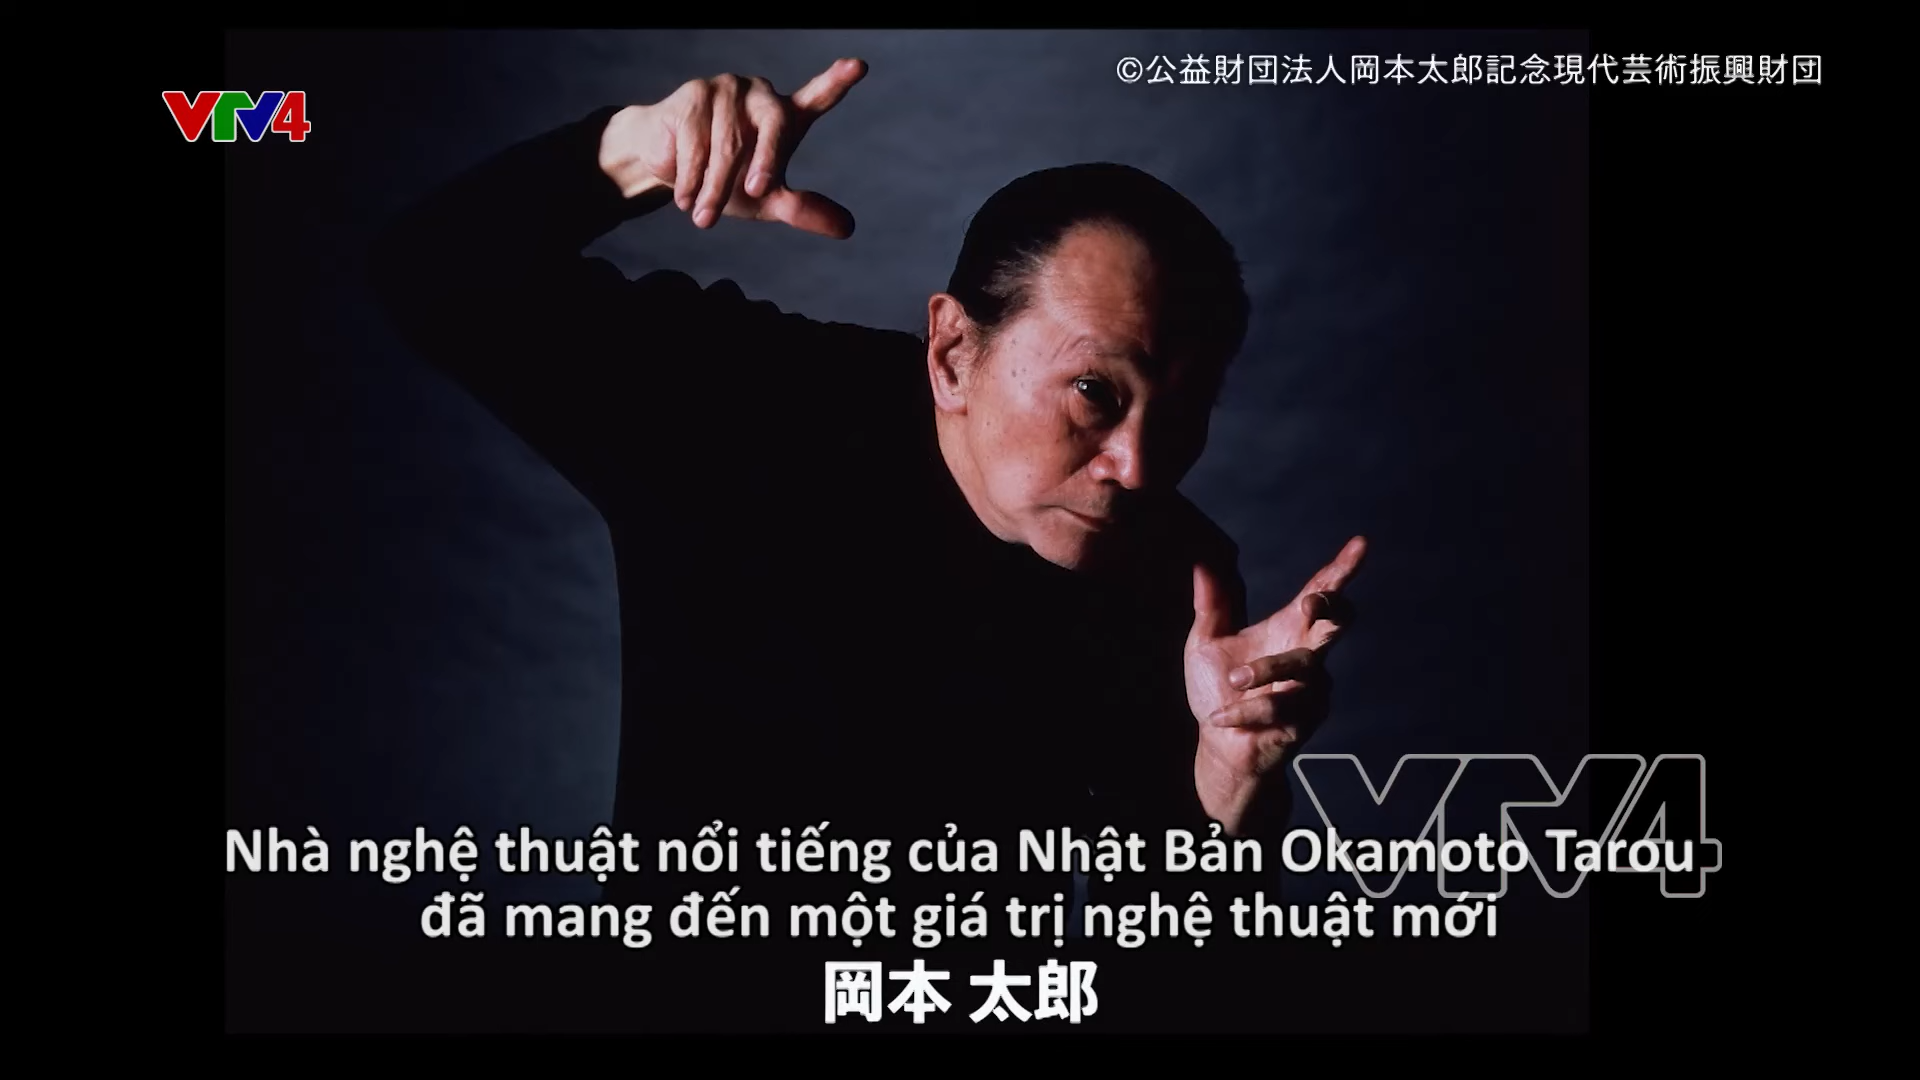 ©公益財団法人岡本太郎記念現代芸術振興財団
VTV4
VTV4
Nhà nghệ thuật nổi tiếng của Nhật Bản Okamoto Tarou
đã mang đến một giá trị nghệ thuật mới
岡本 太郎